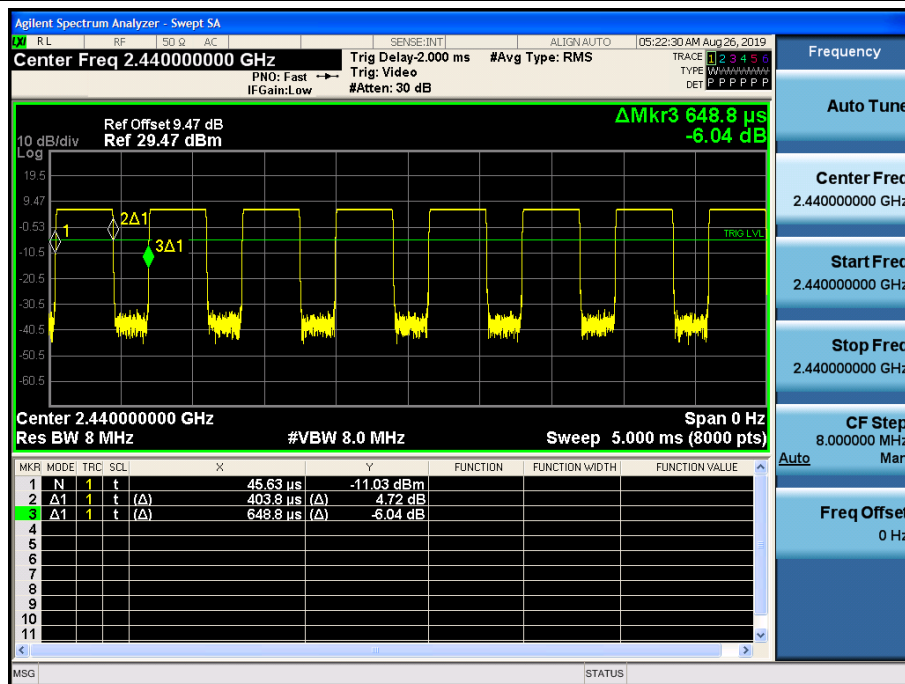 Agilent Spectrum Analyzer - Swept SA
LXI RL RF 50 Ω AC SENSE:INT ALIGN AUTO 05:22:30 AM Aug 26, 2019
Center Freq 2.440000000 GHz
Trig Delay-2.000 ms #Avg Type: RMS
TRACE 1 2 3 4 5 6
PNO: Fast Trig: Video
TYPE WWWWWW
IFGain:Low #Atten: 30 dB
DET P P P P P P
ΔMkr3 648.8 µs
-6.04 dB
Ref Offset 9.47 dB
10 dB/div Ref 29.47 dBm
Log
19.5
9.47
-0.53
-10.5
-20.5
-30.5
-40.5
-50.5
-60.5
1
2Δ1
3Δ1
TRIG LVL
Center 2.440000000 GHz Span 0 Hz
Res BW 8 MHz #VBW 8.0 MHz Sweep 5.000 ms (8000 pts)
MKR MODE TRC SCL X Y FUNCTION FUNCTION WIDTH FUNCTION VALUE
1 N 1 t 45.63 µs -11.03 dBm
2 Δ1 1 t (Δ) 403.8 µs (Δ) 4.72 dB
3 Δ1 1 t (Δ) 648.8 µs (Δ) -6.04 dB
4
5
6
7
8
9
10
11
MSG STATUS
Frequency
Auto Tune
Center Freq
2.440000000 GHz
Start Freq
2.440000000 GHz
Stop Freq
2.440000000 GHz
CF Step
8.000000 MHz
Auto Man
Freq Offset
0 Hz